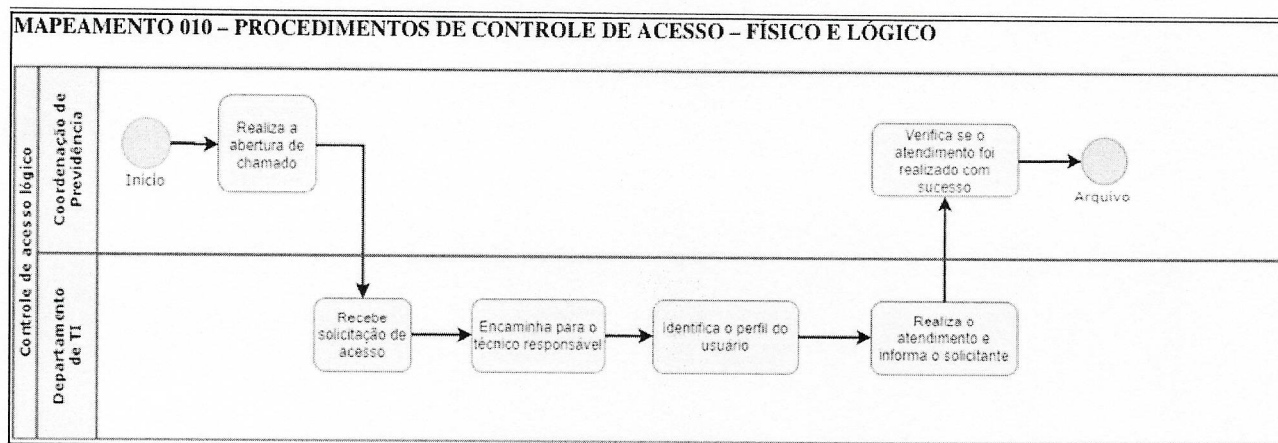 MAPEAMENTO 010 – PROCEDIMENTOS DE CONTROLE DE ACESSO – FÍSICO E LÓGICO
Controle de acesso lógico
Coordenação de
Previdência
Inicio
Realiza a
abertura de
chamado
Verifica se o
atendimento foi
realizado com
sucesso
Arquivo
Departamento
de TI
Recebe
solicitação de
acesso
Encaminha para o
técnico responsável
Identifica o perfil do
usuário
Realiza o
atendimento e
informa o solicitante